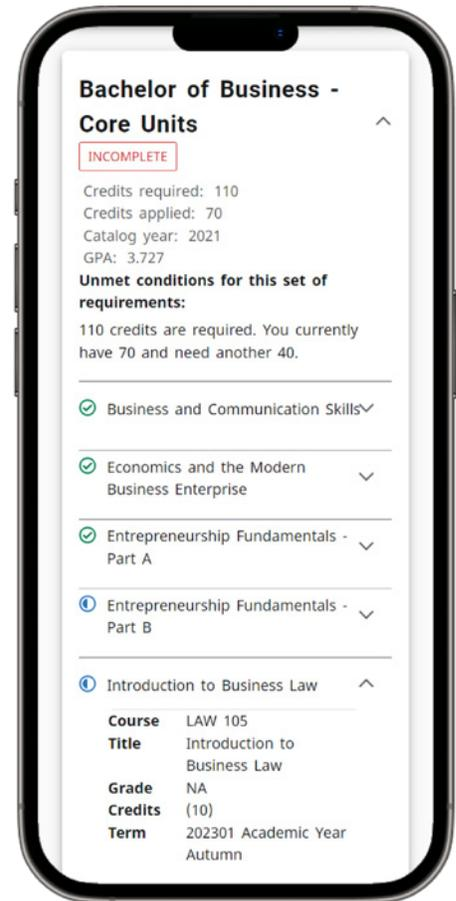 Bachelor of Business -
Core Units
INCOMPLETE
Credits required: 110
Credits applied: 70
Catalog year: 2021
GPA: 3.727
Unmet conditions for this set of
requirements:
110 credits are required. You currently
have 70 and need another 40.
Business and Communication Skills
Economics and the Modern
Business Enterprise
Entrepreneurship Fundamentals -
Part A
Entrepreneurship Fundamentals -
Part B
Introduction to Business Law
Course LAW 105
Title Introduction to
Business Law
Grade NA
Credits (10)
Term 202301 Academic Year
Autumn